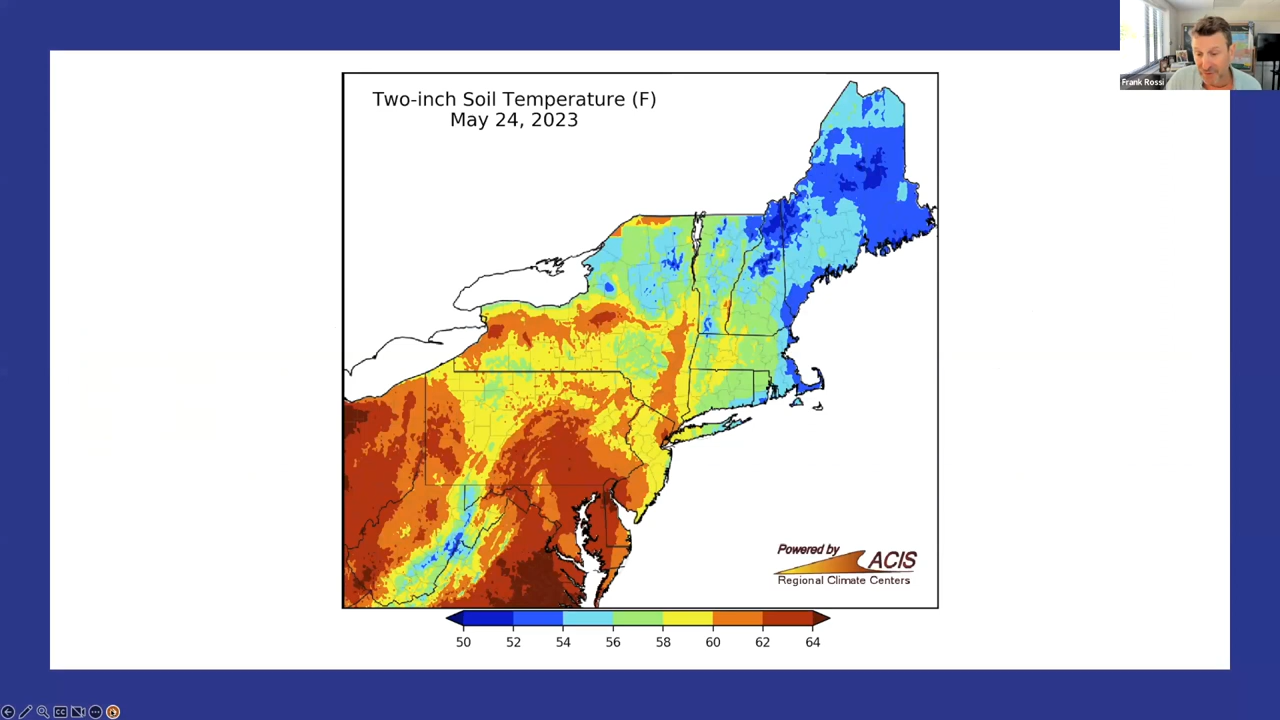 Frank Rossi
Two-inch Soil Temperature (F)
May 24, 2023
Powered by
ACIS
Regional Climate Centers
50 52 54 56 58 60 62 64
CC